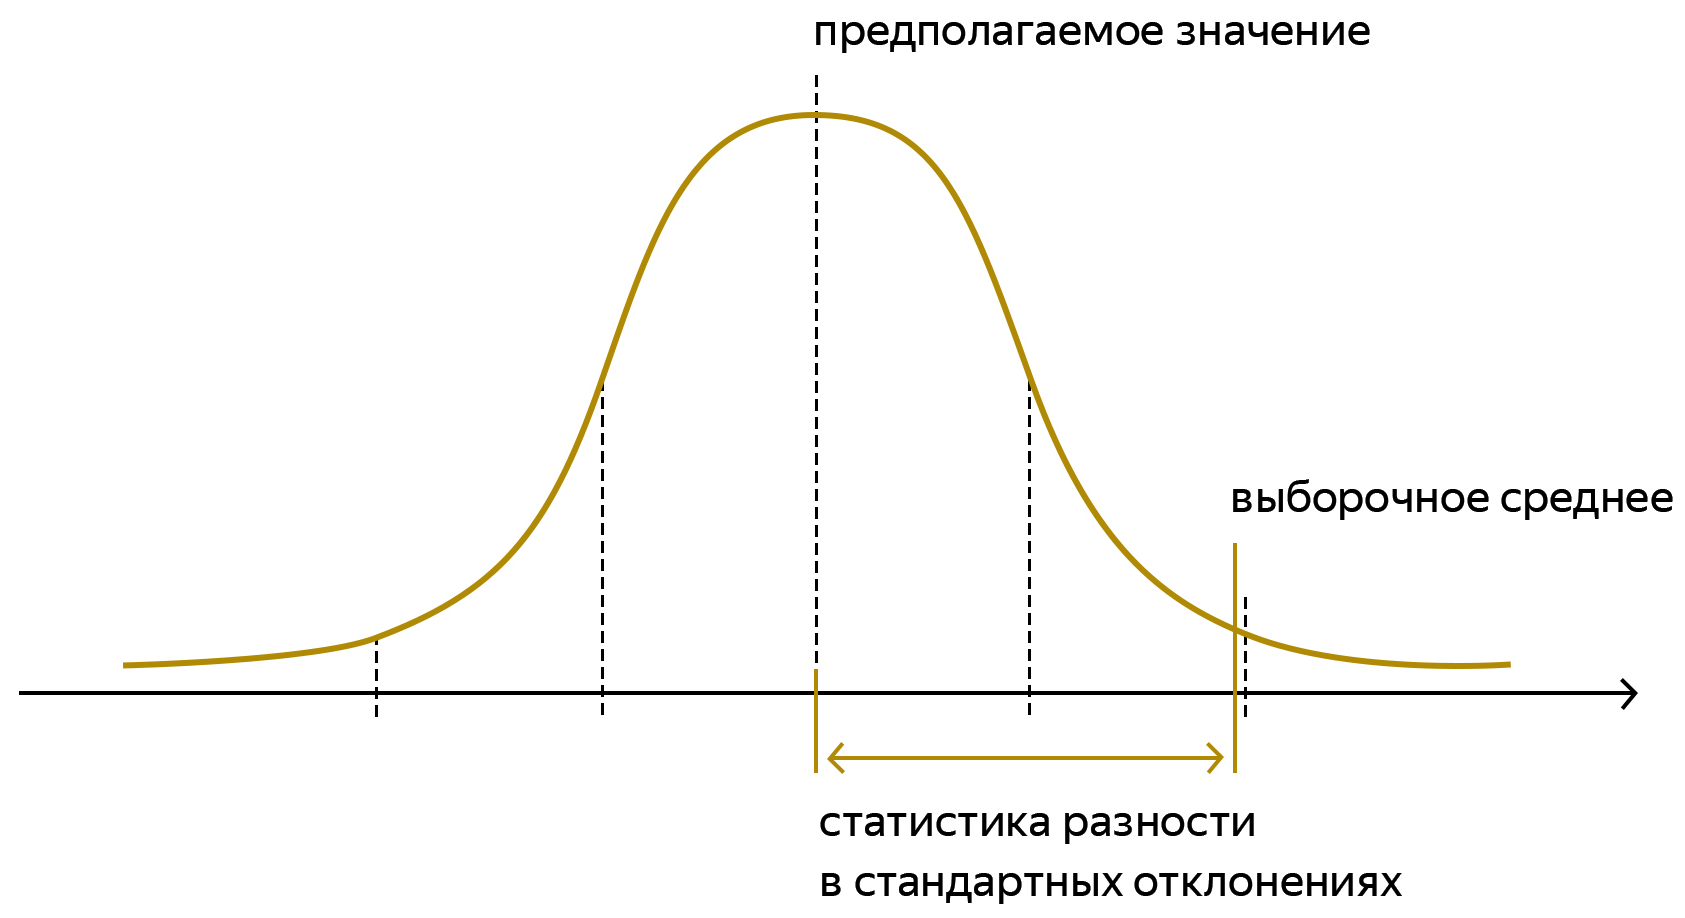 предполагаемое значение
выборочное среднее
статистика разности
в стандартных отклонениях